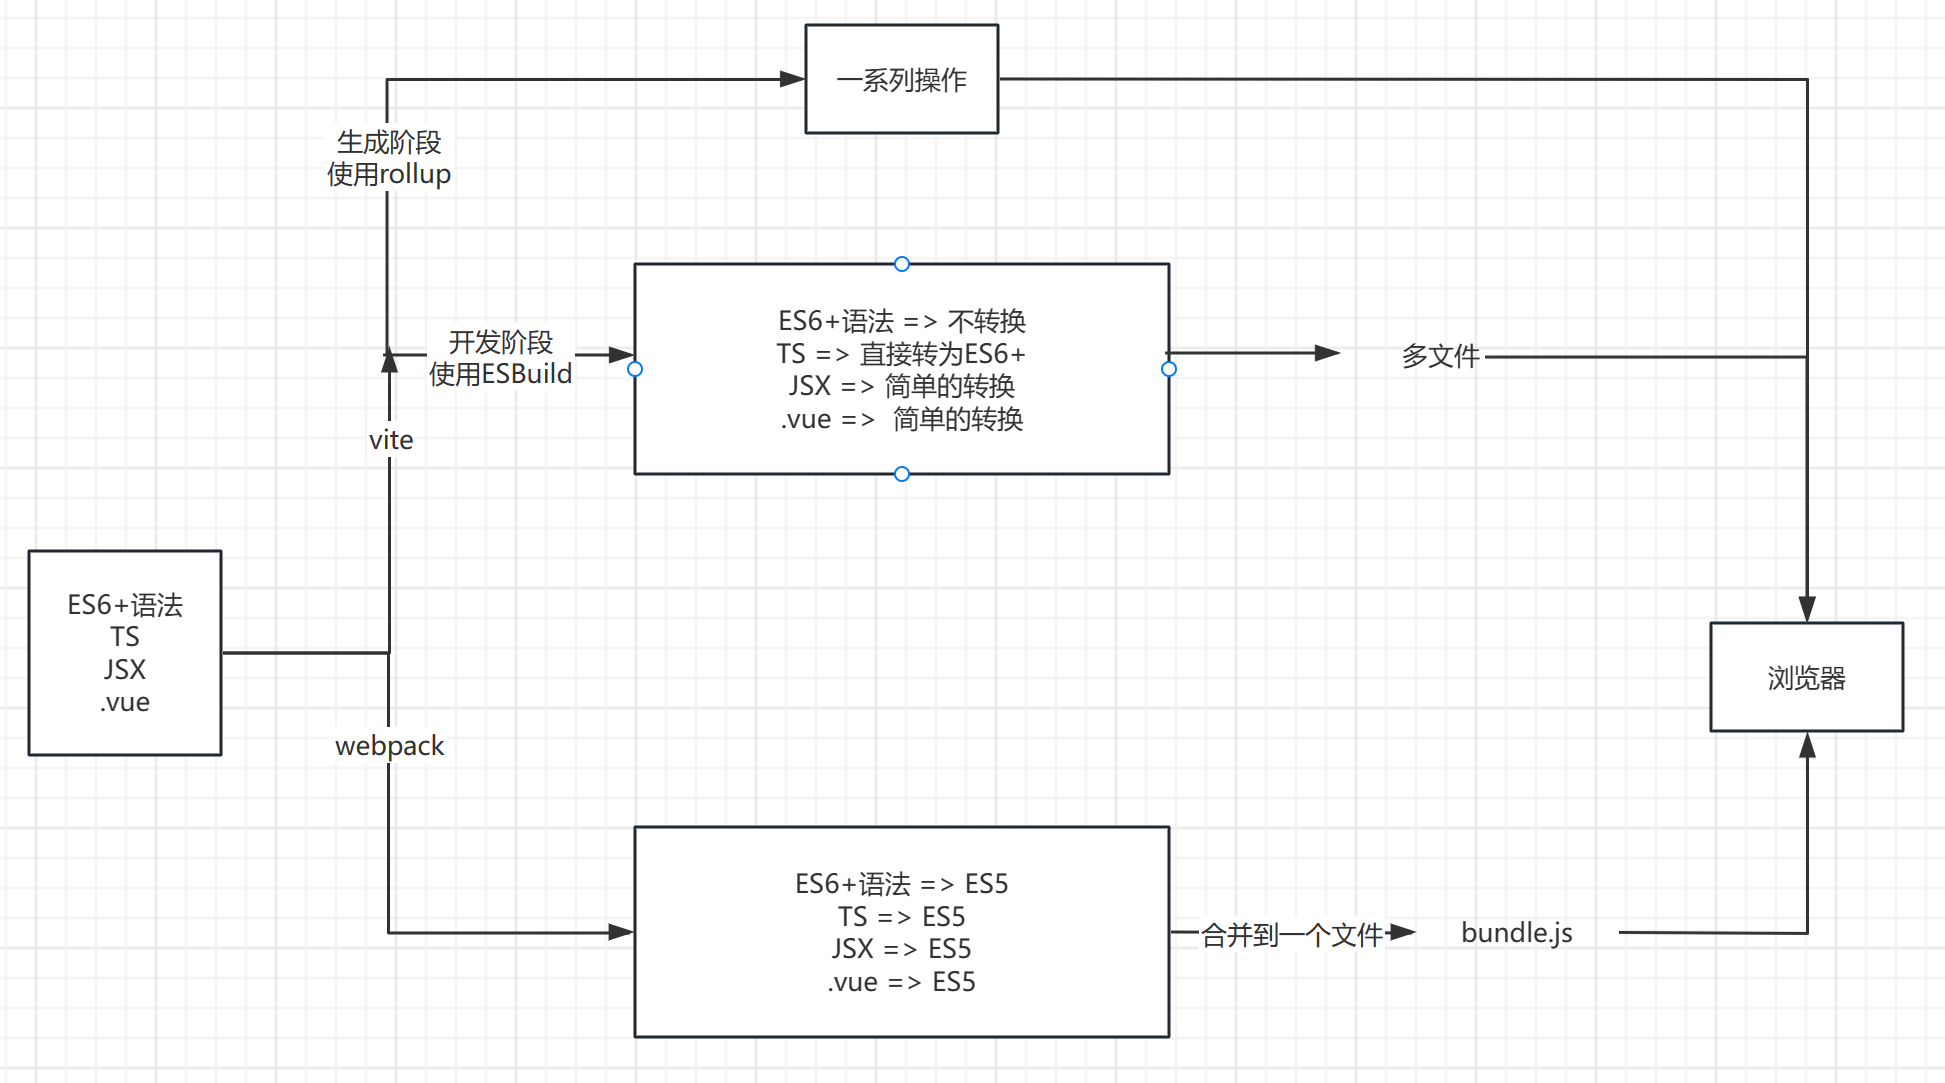 一系列操作
生成阶段
使用rollup
ES6+语法 => 不转换
TS => 直接转为ES6+
JSX => 简单的转换
.vue => 简单的转换
开发阶段
使用ESBuild
多文件
vite
ES6+语法
TS
JSX
.vue
浏览器
webpack
ES6+语法 => ES5
TS => ES5
JSX => ES5
.vue => ES5
合并到一个文件
bundle.js